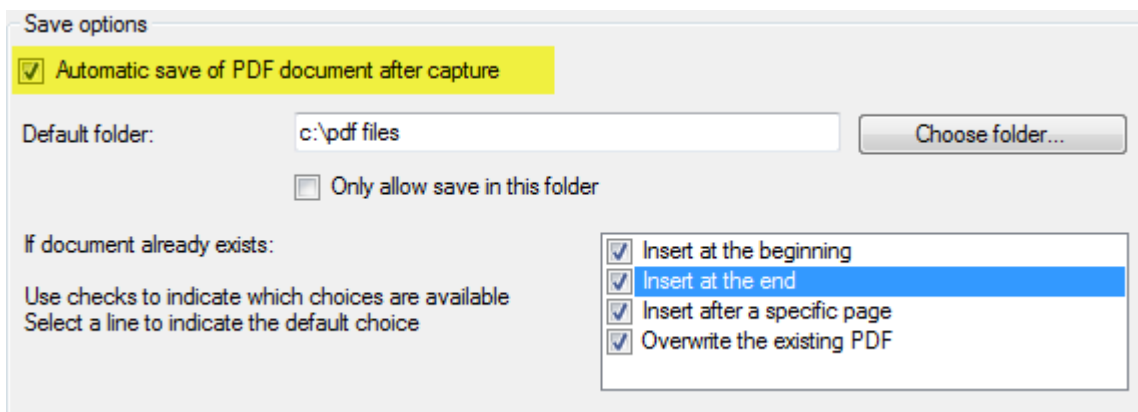 Save options
Automatic save of PDF document after capture
Default folder:
c:\pdf files
Choose folder...
Only allow save in this folder
If document already exists:
Use checks to indicate which choices are available
Select a line to indicate the default choice
Insert at the beginning
Insert at the end
Insert after a specific page
Overwrite the existing PDF